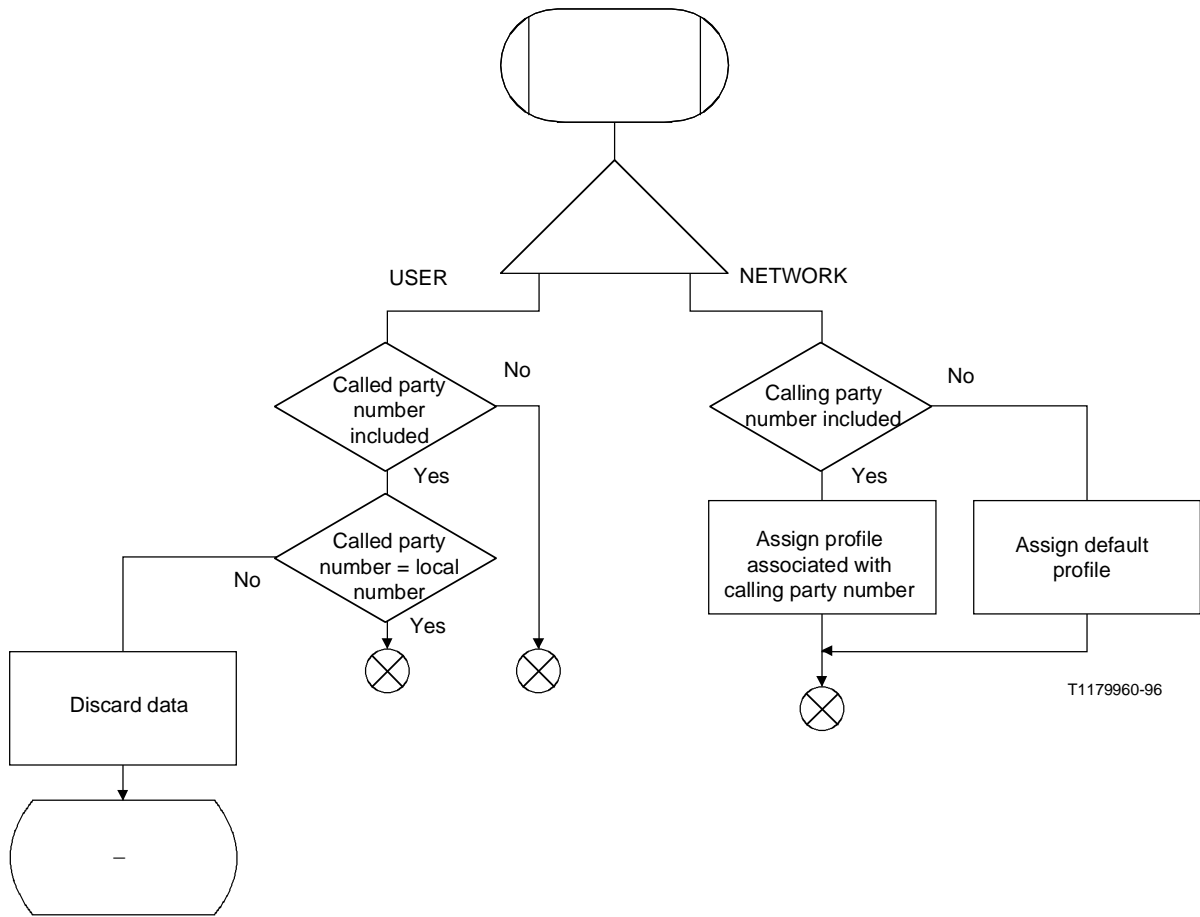 USER
NETWORK
Called party
number
included
No
Yes
Calling party
number included
No
Yes
Called party
number = local
number
No
Yes
Assign profile
associated with
calling party number
Assign default
profile
Discard data
–
T1179960-96